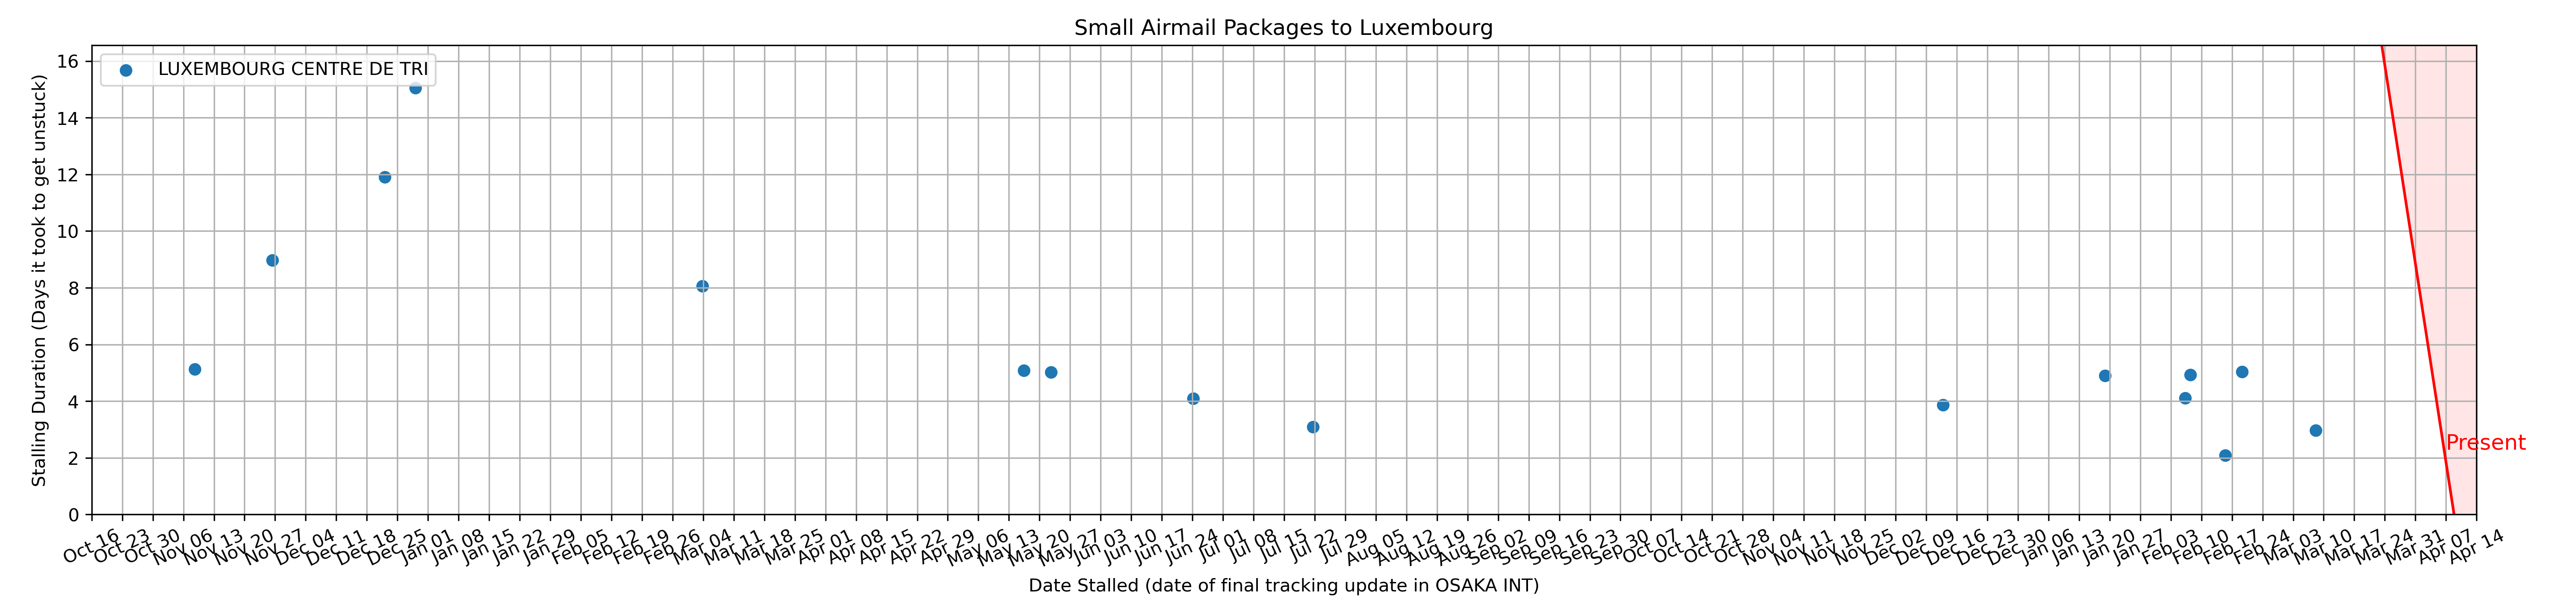 Small Airmail Packages to Luxembourg
LUXEMBOURG CENTRE DE TRI
Stalling Duration (Days it took to get unstuck)
16
14
12
10
8
6
4
2
0
Present
Oct 16 Oct 23 Oct 30 Nov 06 Nov 13 Nov 20 Nov 27 Dec 04 Dec 11 Dec 18 Dec 25 Jan 01 Jan 08 Jan 15 Jan 22 Jan 29 Feb 05 Feb 12 Feb 19 Feb 26 Mar 04 Mar 11 Mar 18 Mar 25 Apr 01 Apr 08 Apr 15 Apr 22 Apr 29 May 06 May 13 May 20 May 27 Jun 03 Jun 10 Jun 17 Jun 24 Jul 01 Jul 08 Jul 15 Jul 22 Jul 29 Aug 05 Aug 12 Aug 19 Aug 26 Sep 02 Sep 09 Sep 16 Sep 23 Sep 30 Oct 07 Oct 14 Oct 21 Oct 28 Nov 04 Nov 11 Nov 18 Nov 25 Dec 02 Dec 09 Dec 16 Dec 23 Dec 30 Jan 06 Jan 13 Jan 20 Jan 27 Feb 03 Feb 10 Feb 17 Feb 24 Mar 03 Mar 10 Mar 17 Mar 24 Mar 31 Apr 07 Apr 14
Date Stalled (date of final tracking update in OSAKA INT)